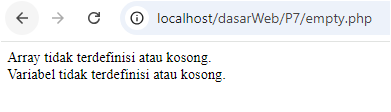 localhost/dasarWeb/P7/empty.php
Array tidak terdefinisi atau kosong.
Variabel tidak terdefinisi atau kosong.